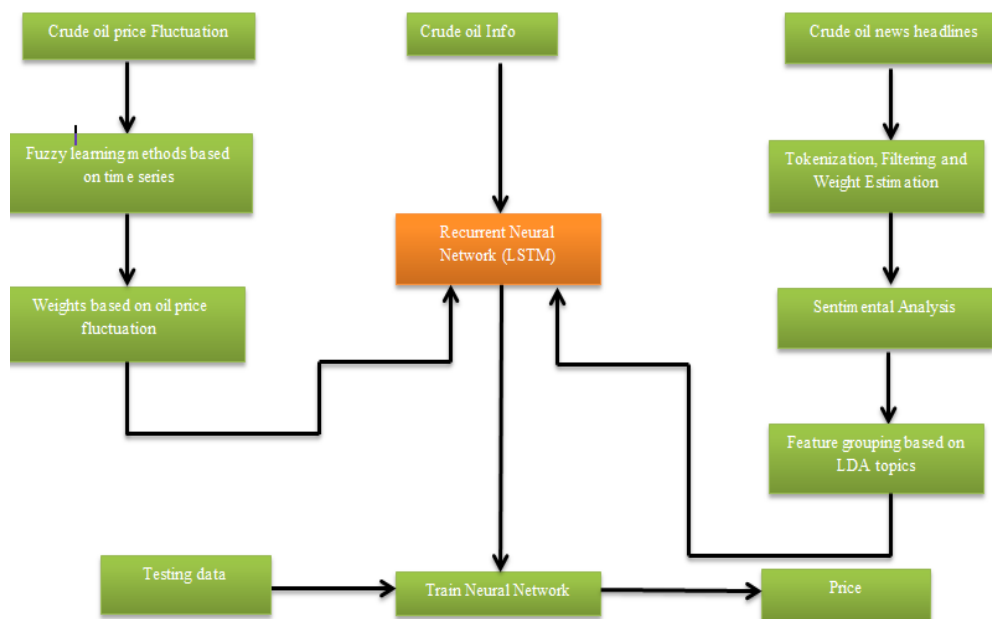 Crude oil price Fluctuation
Crude oil Info
Crude oil news headlines
Fuzzy learning methods based
on time series
Tokenization, Filtering and
Weight Estimation
Recurrent Neural
Network (LSTM)
Weights based on oil price
fluctuation
Sentimental Analysis
Feature grouping based on
LDA topics
Testing data
Train Neural Network
Price